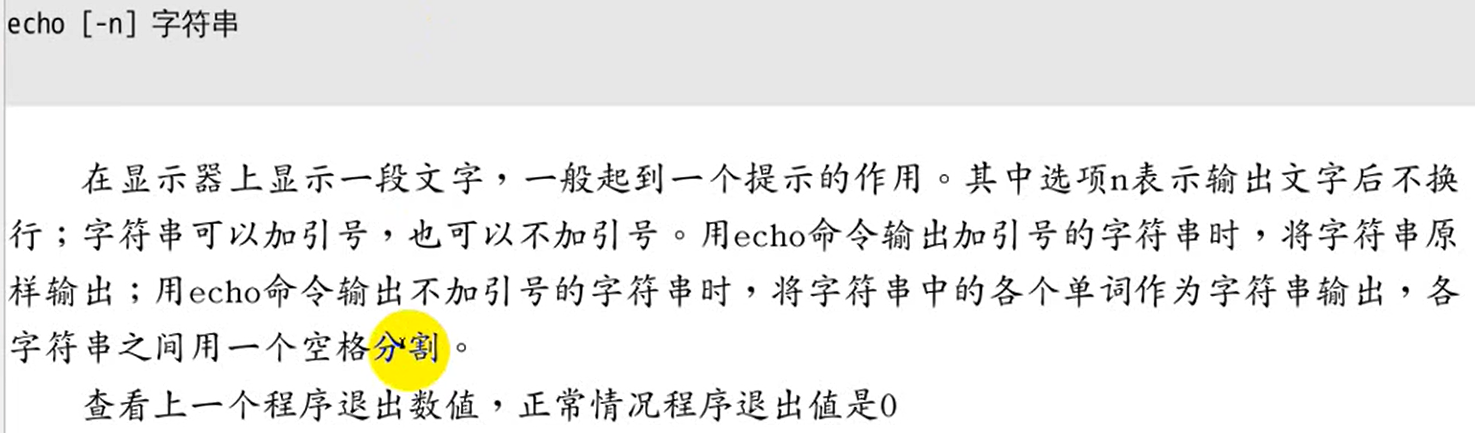 echo [-n] 字符串
在显示器上显示一段文字，一般起到一个提示的作用。其中选项n表示输出文字后不换
行；字符串可以加引号，也可以不加引号。用echo命令输出加引号的字符串时，将字符串原
样输出；用echo命令输出不加引号的字符串时，将字符串中的各个单词作为字符串输出，各
字符串之间用一个空格分割。
查看上一个程序退出数值，正常情况程序退出值是0